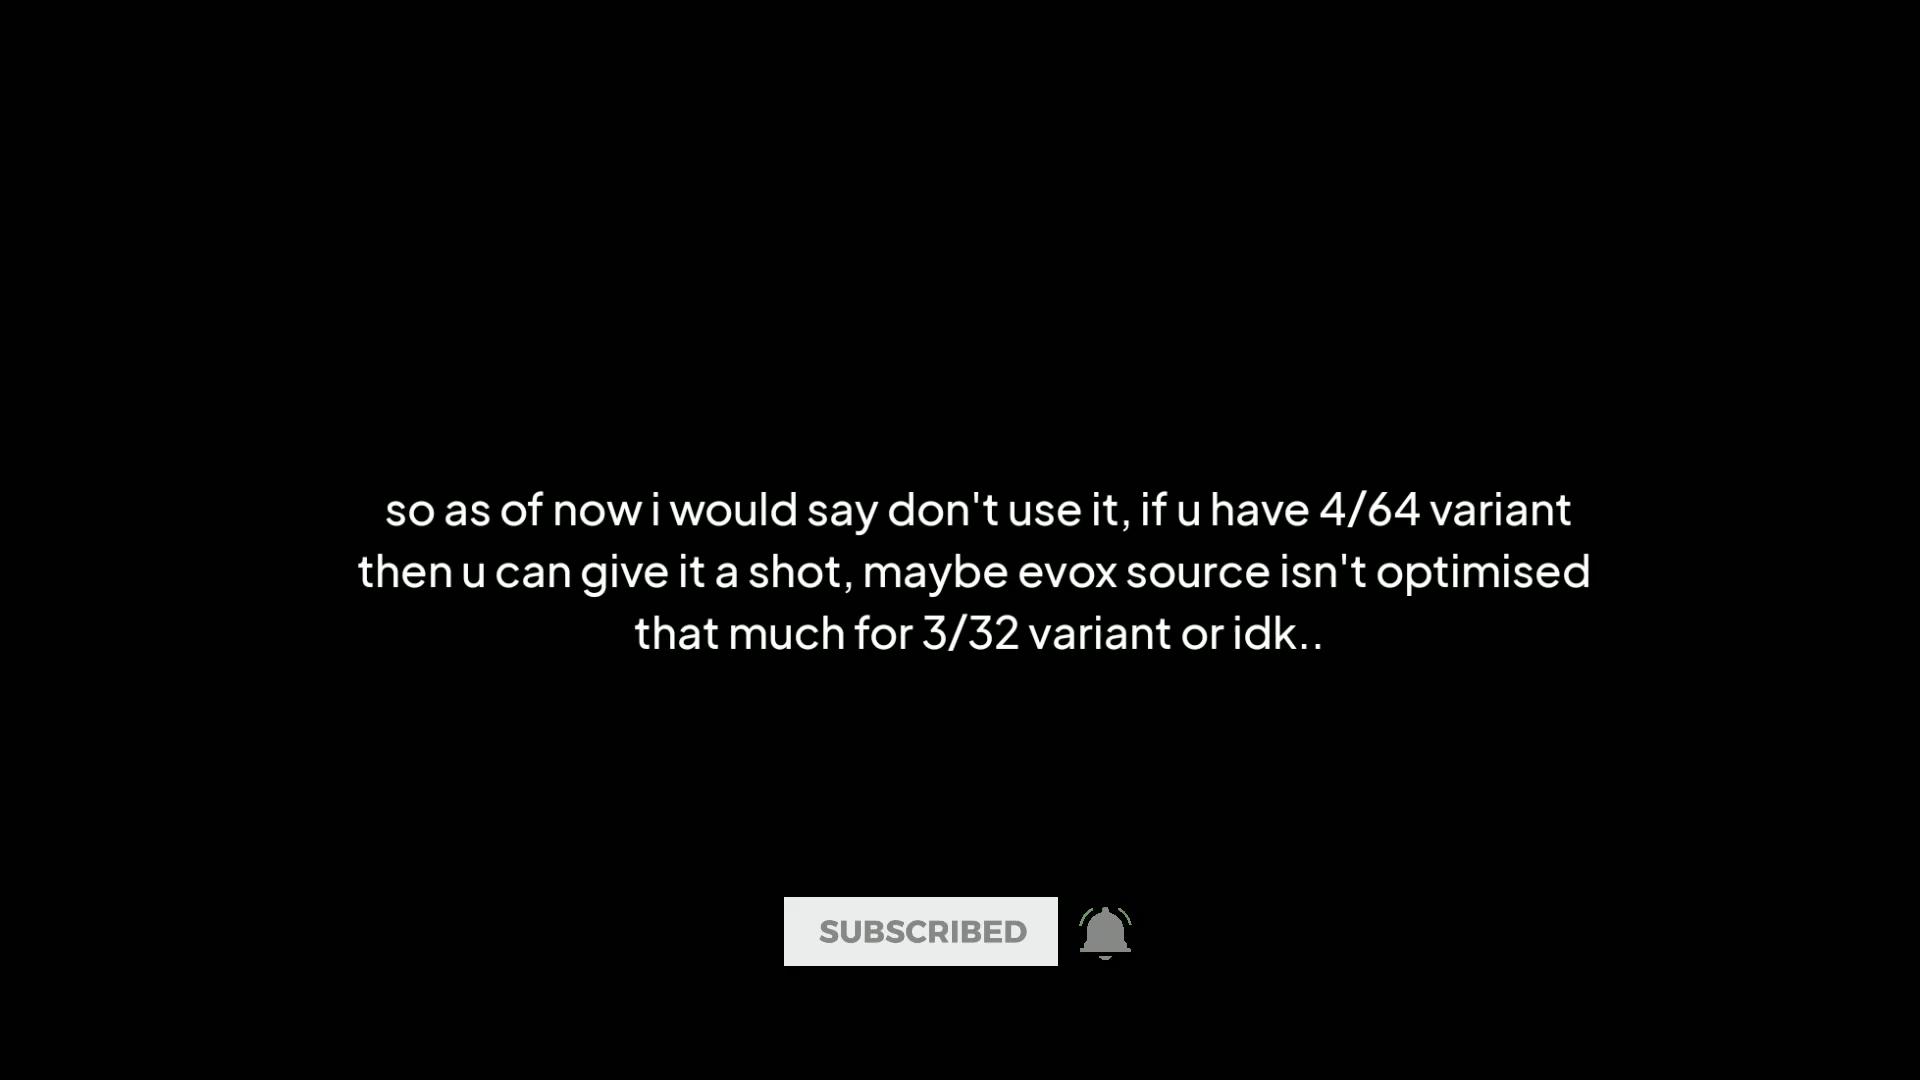 so as of now i would say don't use it, if u have 4/64 variant
then u can give it a shot, maybe evox source isn't optimised
that much for 3/32 variant or idk..
SUBSCRIBED